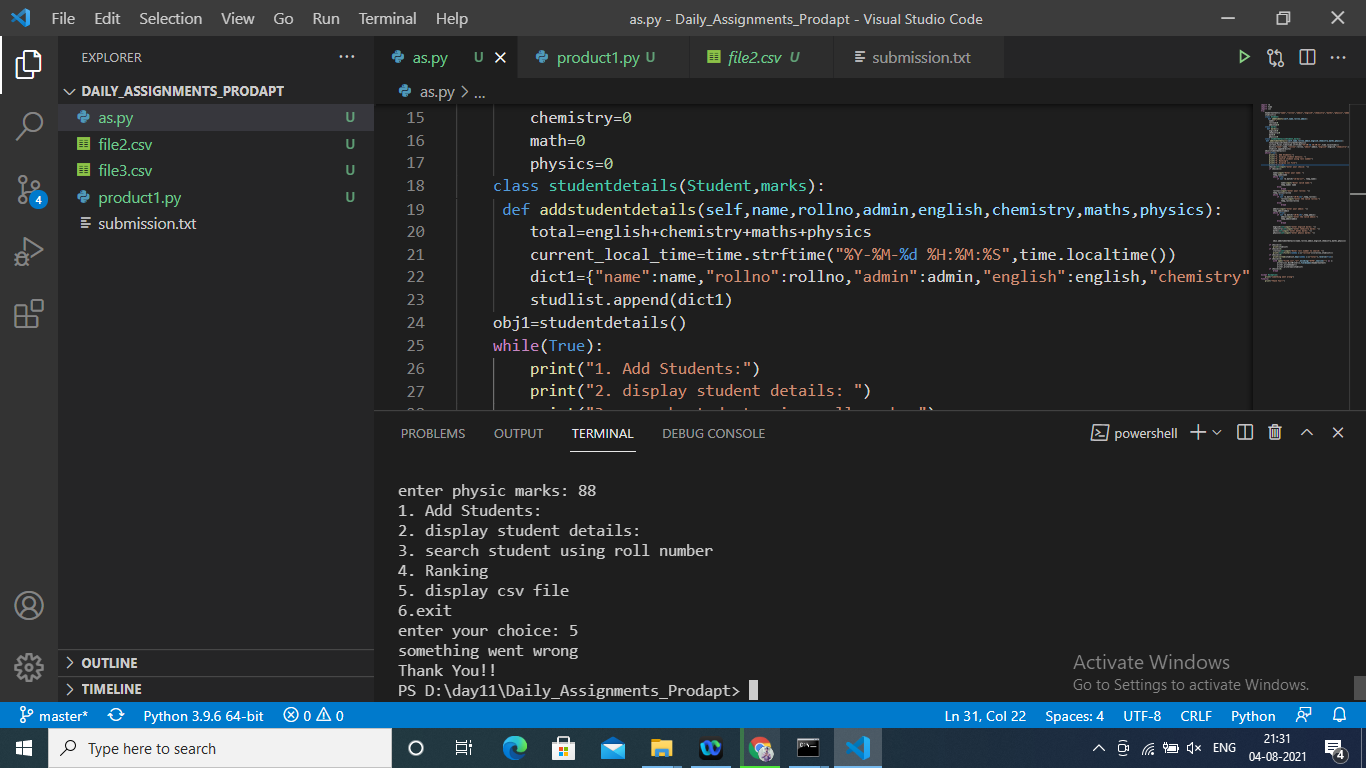 File Edit Selection View Go Run Terminal Help
as.py - Daily_Assignments_Prodapt - Visual Studio Code
EXPLORER
as.py U
product1.py U
file2.csv U
submission.txt
DAILY_ASSIGNMENTS_PRODAPT
as.py U
file2.csv U
file3.csv U
product1.py U
submission.txt
4
OUTLINE
TIMELINE
as.py > ...
15 chemistry=0
16 math=0
17 physics=0
18 class studentdetails(Student,marks):
19 def addstudentdetails(self,name,rollno,admin,english,chemistry,maths,physics):
20 total=english+chemistry+maths+physics
21 current_local_time=time.strftime("%Y-%M-%d %H:%M:%S",time.localtime())
22 dict1={"name":name,"rollno":rollno,"admin":admin,"english":english,"chemistry"
23 studlist.append(dict1)
24 obj1=studentdetails()
25 while(True):
26 print("1. Add Students:")
27 print("2. display student details: ")
PROBLEMS OUTPUT TERMINAL DEBUG CONSOLE
powershell
enter physic marks: 88
1. Add Students:
2. display student details:
3. search student using roll number
4. Ranking
5. display csv file
6.exit
enter your choice: 5
something went wrong
Thank You!!
PS D:\day11\Daily_Assignments_Prodapt>
Activate Windows
Go to Settings to activate Windows.
master* Python 3.9.6 64-bit 0 0
Ln 31, Col 22 Spaces: 4 UTF-8 CRLF Python
Type here to search
ENG
21:31
04-08-2021
4